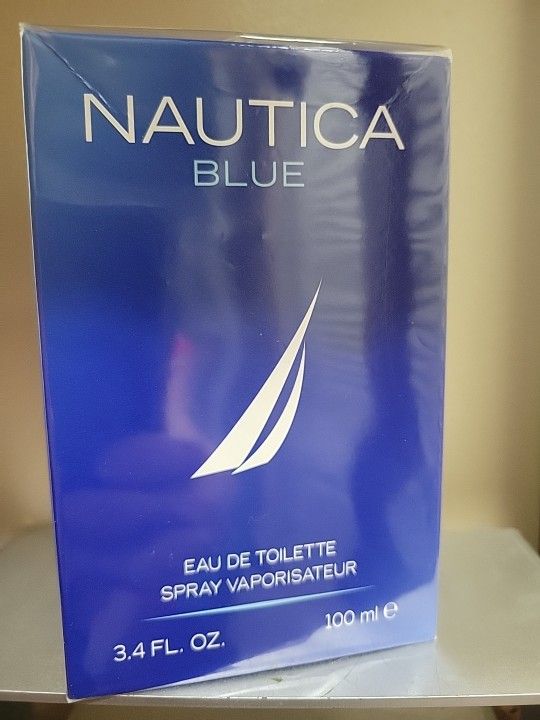 NAUTICA
BLUE
EAU DE TOILETTE
SPRAY VAPORISATEUR
3.4 FL. OZ.
100 ml ℮